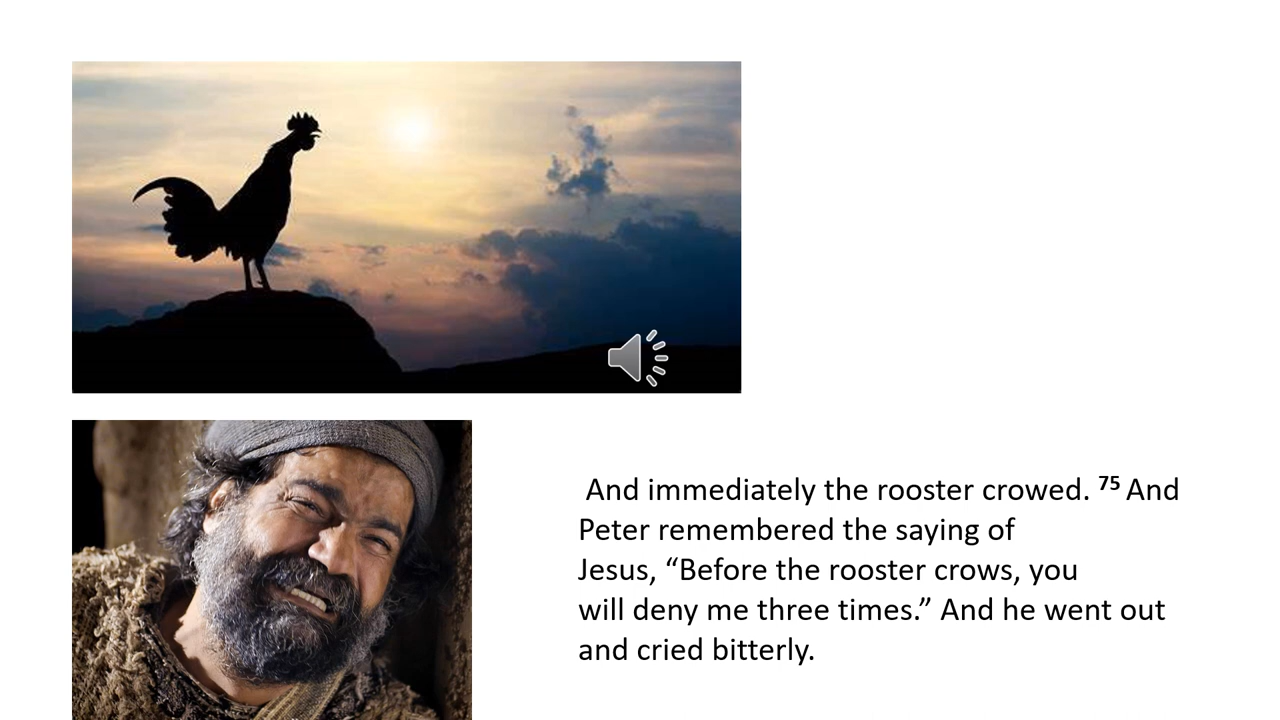 And immediately the rooster crowed. 75 And
Peter remembered the saying of
Jesus, “Before the rooster crows, you
will deny me three times.” And he went out
and cried bitterly.